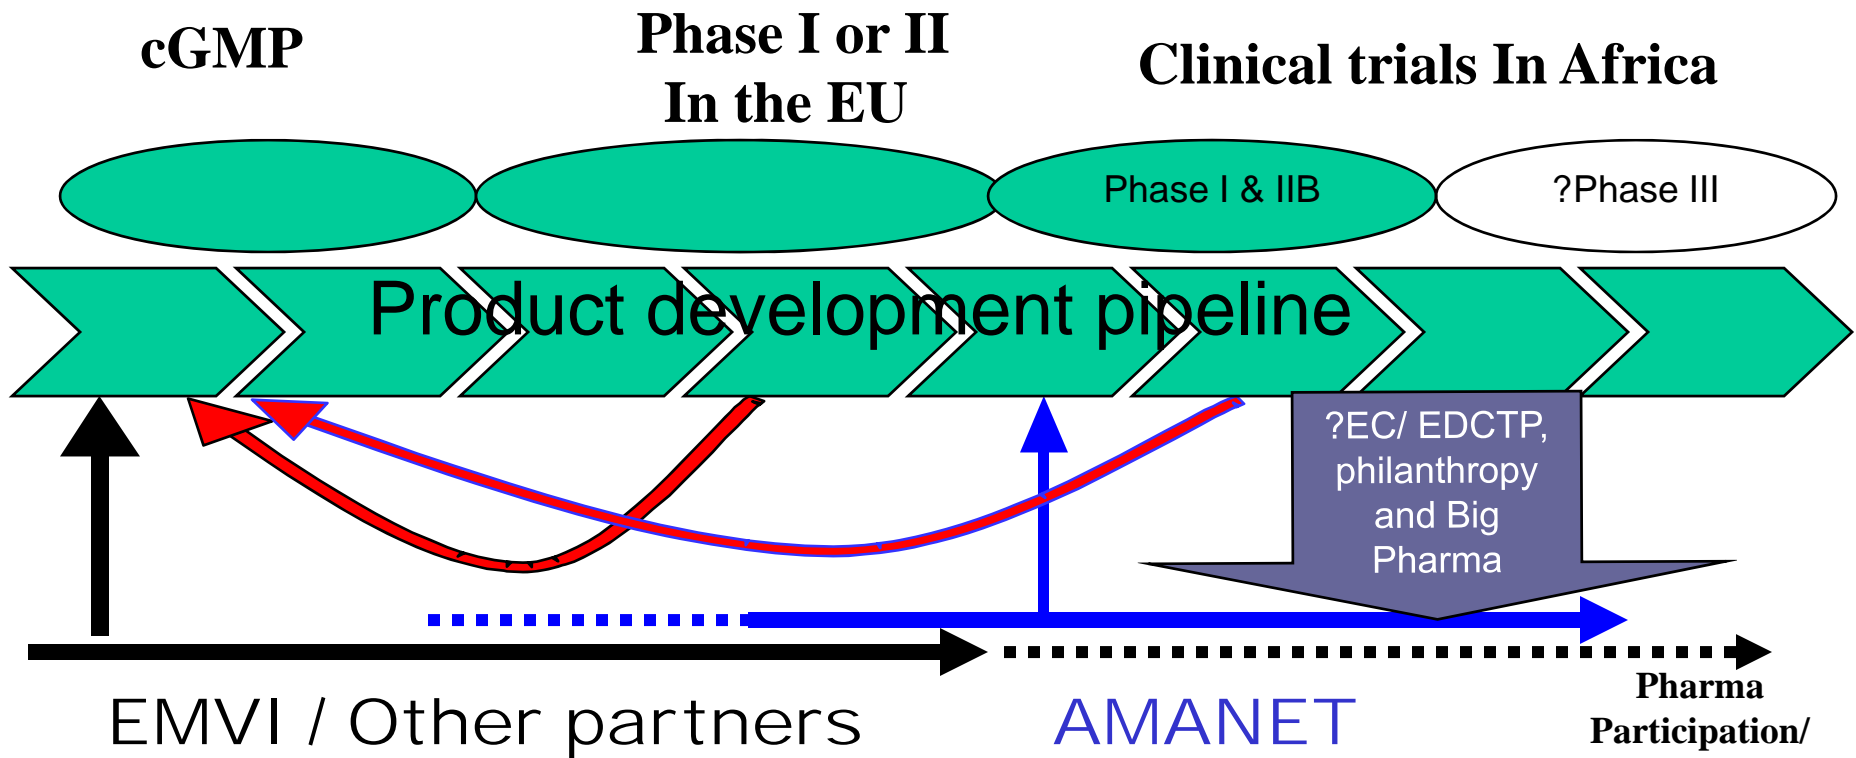 cGMP
Phase I or II
In the EU
Clinical trials In Africa
Phase I & IIB
?Phase III
Product development pipeline
?EC/ EDCTP,
philanthropy
and Big
Pharma
EMVI / Other partners
AMANET
Pharma
Participation/